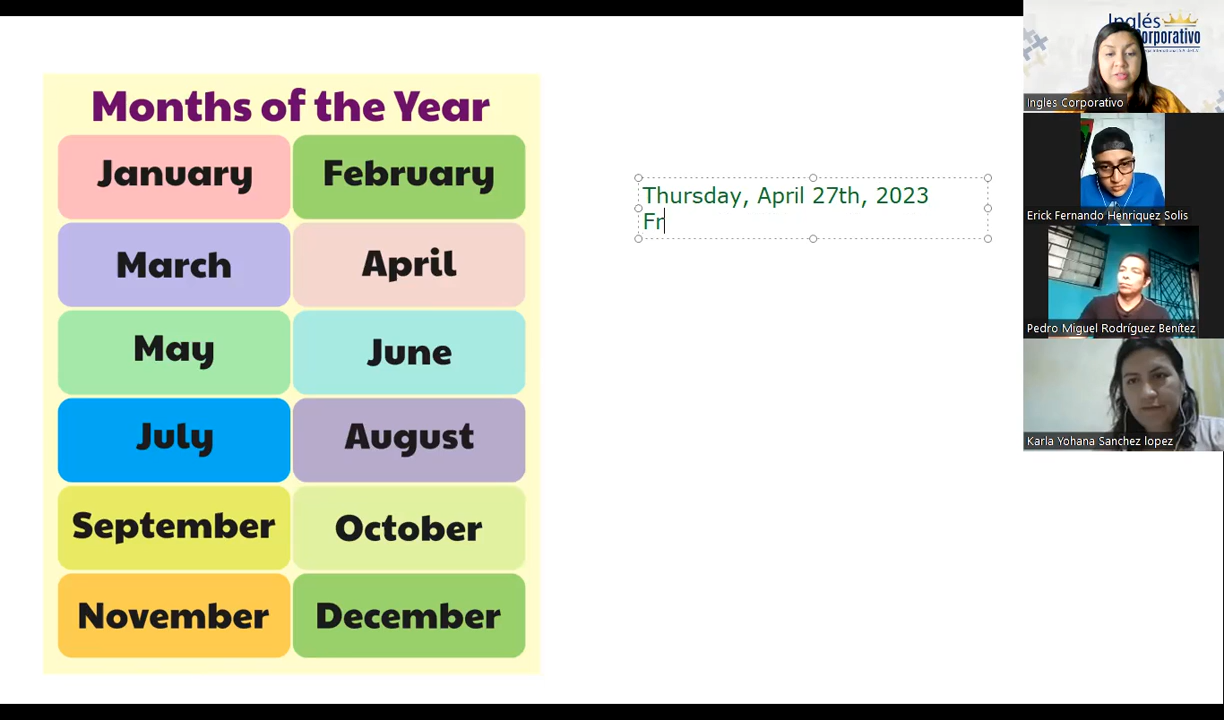 Months of the Year
January
February
March
April
May
June
July
August
September
October
November
December
Thursday, April 27th, 2023
Fr
Inglés
Corporativo
Ingles Corporativo
Erick Fernando Henriquez Solis
Pedro Miguel Rodríguez Benítez
Karla Yohana Sanchez lopez